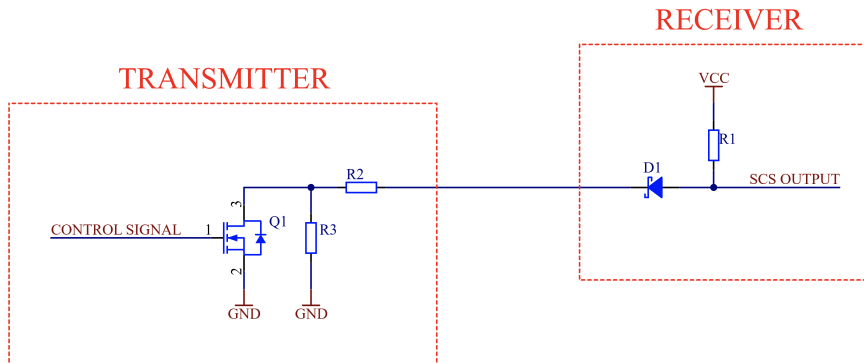 RECEIVER
TRANSMITTER
VCC
R1
D1
SCS OUTPUT
R2
3
CONTROL SIGNAL 1 Q1 R3
2
GND GND